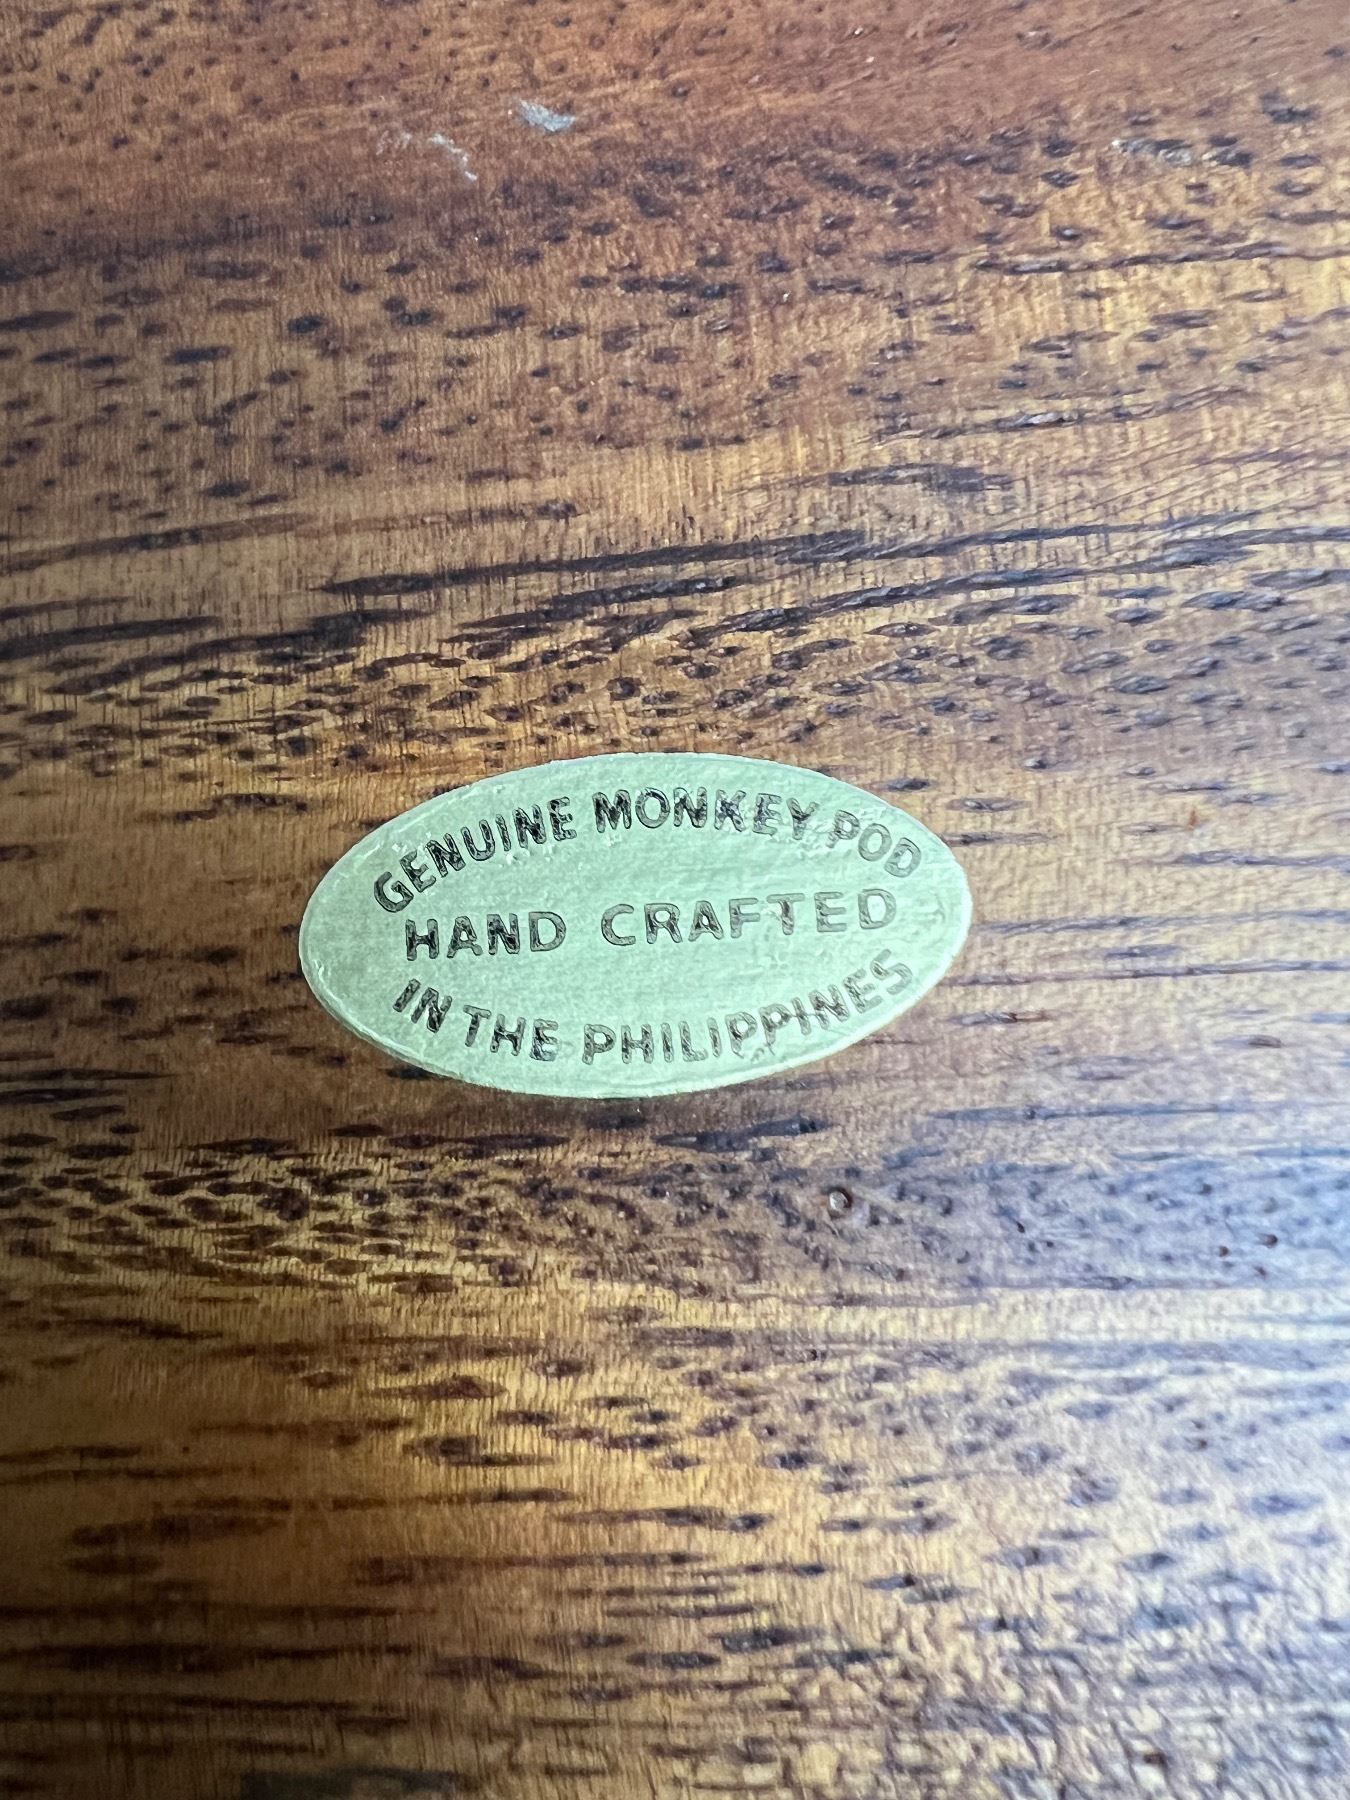 GENUINE MONKEY POD
HAND CRAFTED
IN THE PHILIPPINES